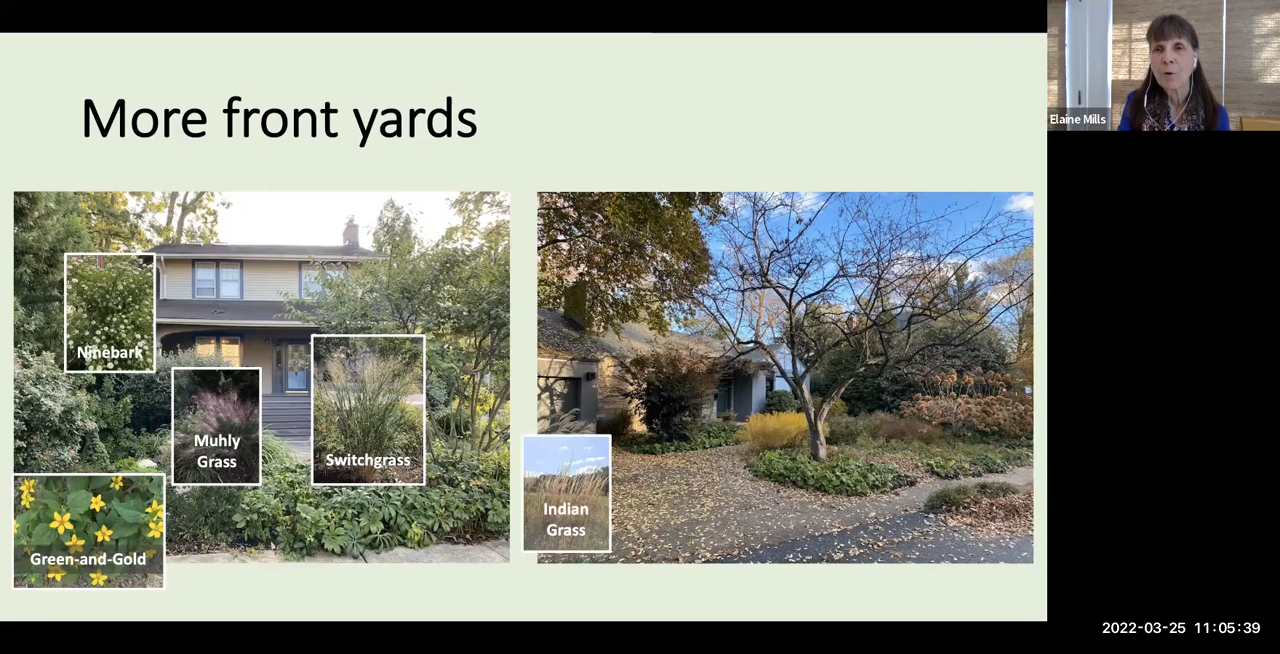 More front yards
Elaine Mills
Ninebark
Muhly
Grass
Switchgrass
Green-and-Gold
Indian
Grass
2022-03-25 11:05:39